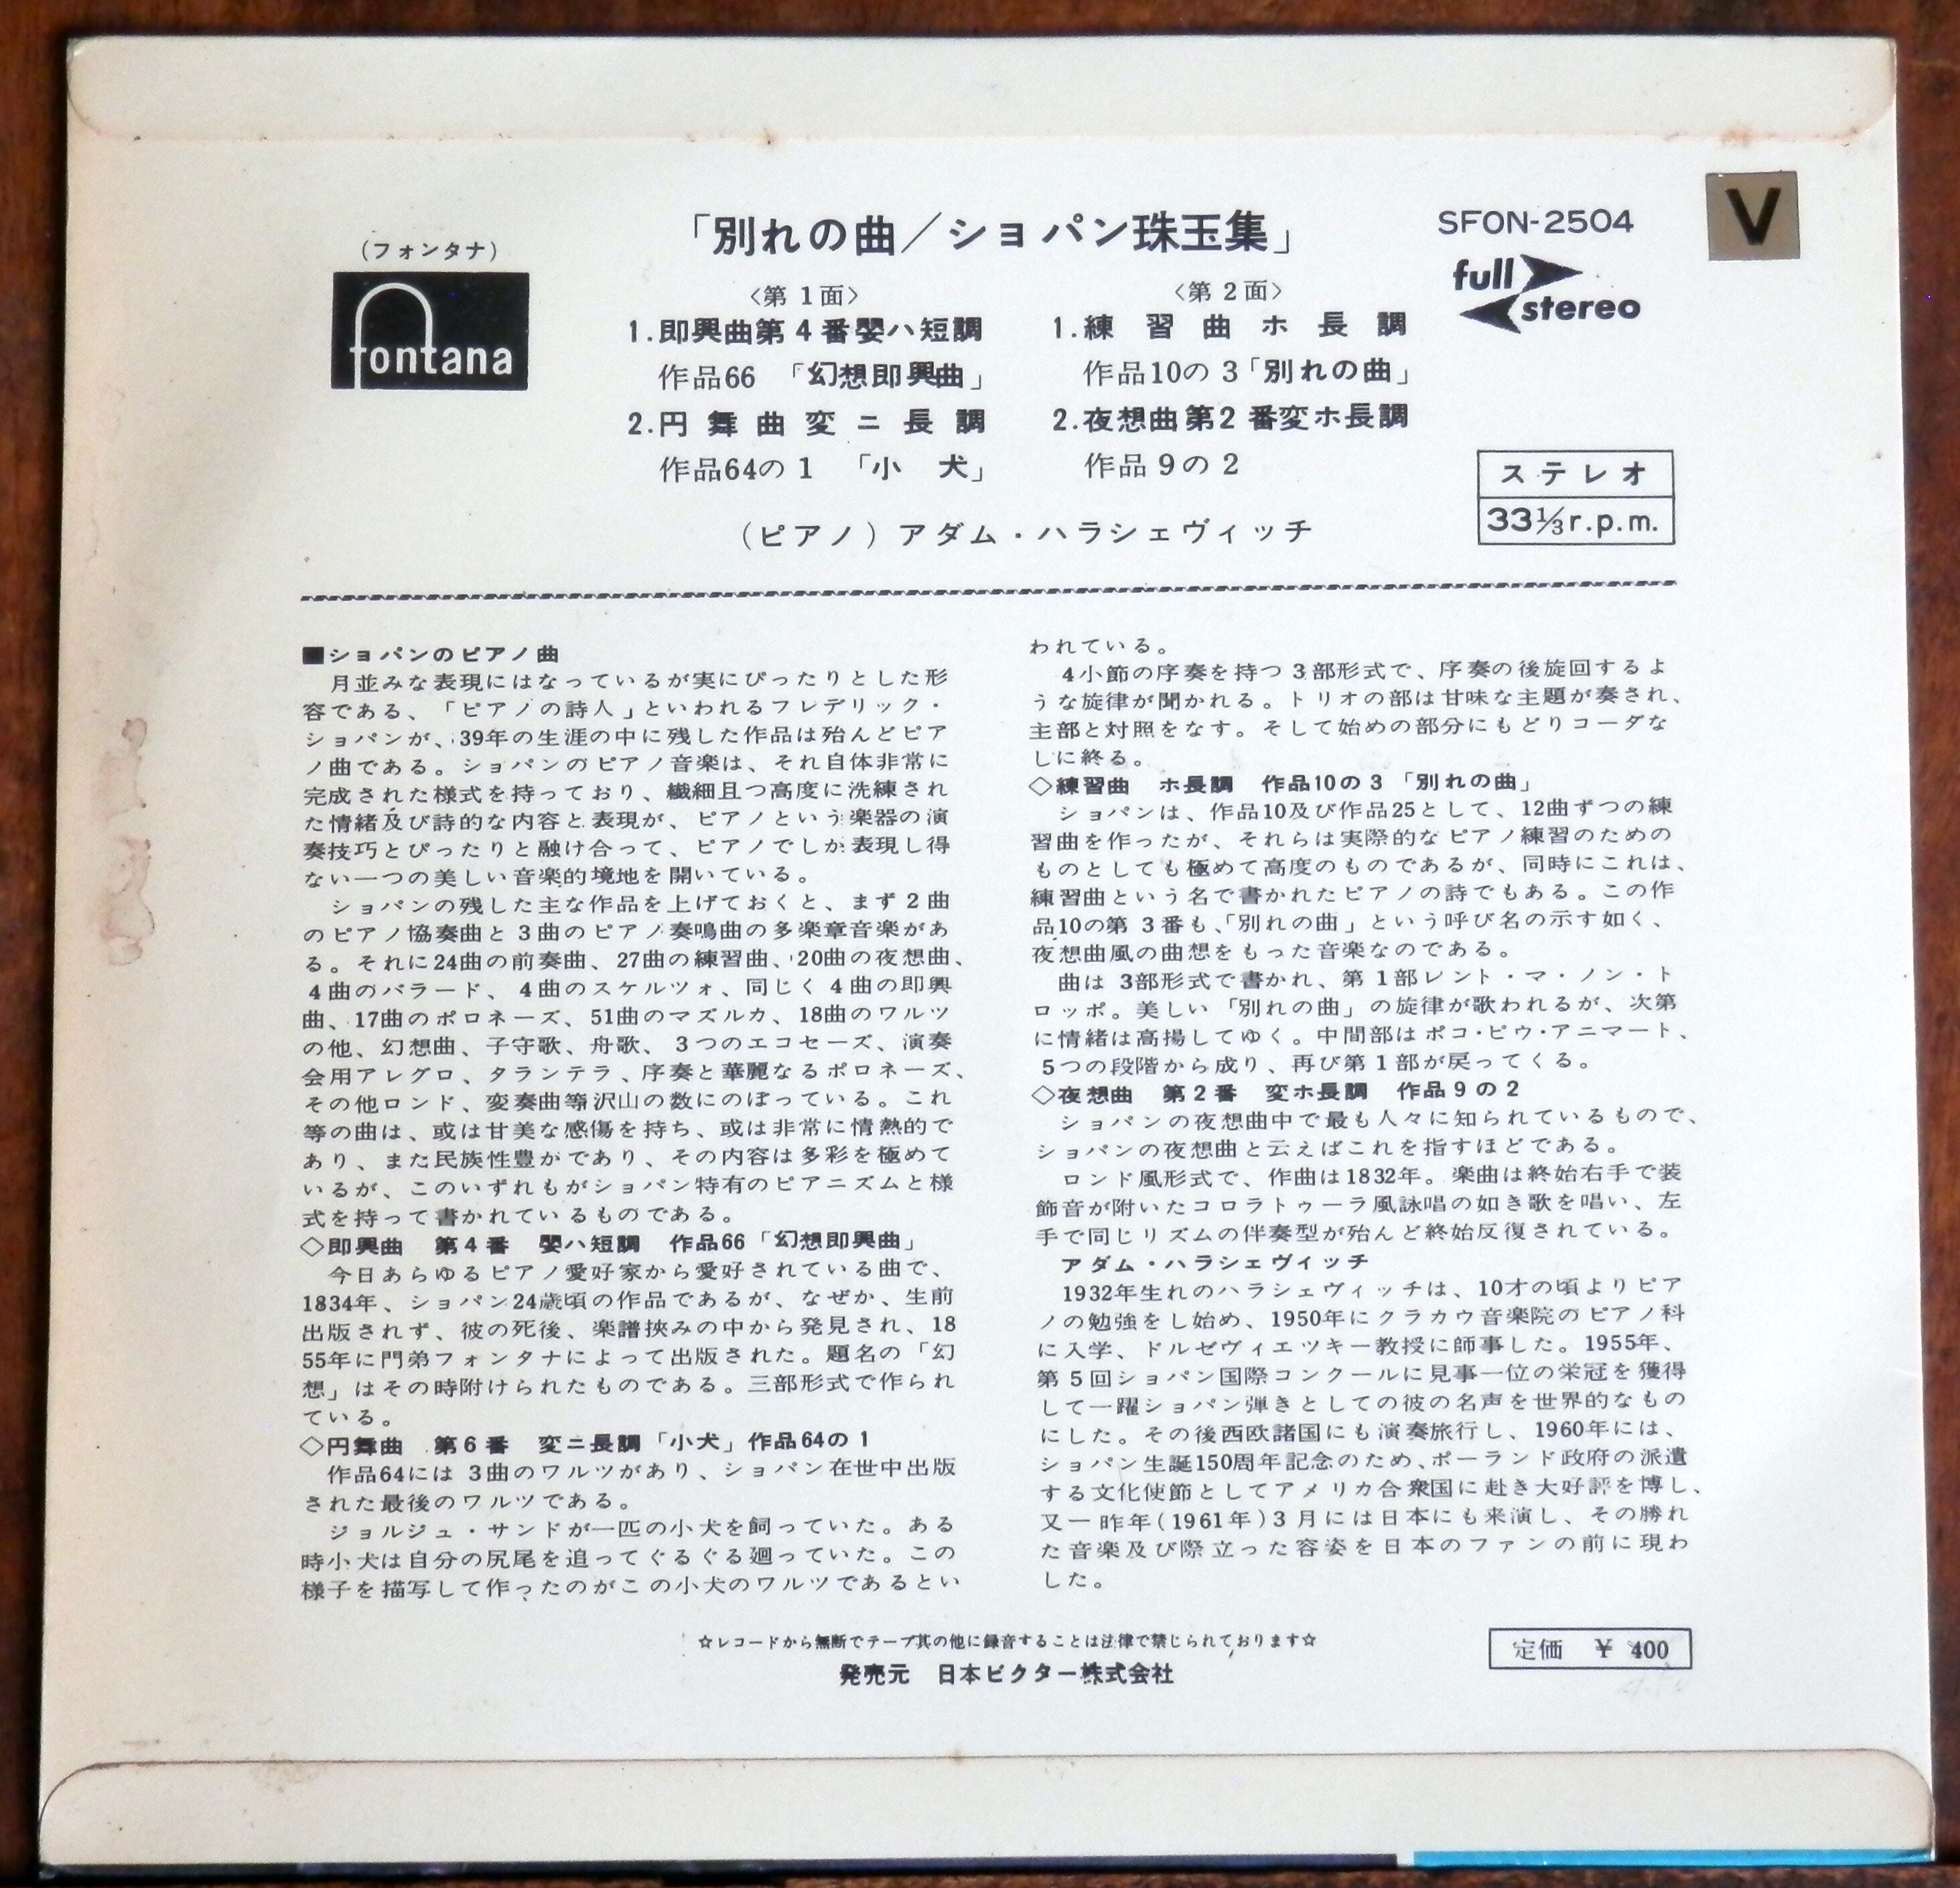 「別れの曲／ショパン珠玉集」
SFON-2504
V
(フォンタナ)
fontana
full
stereo
〈第1面〉
1.即興曲第4番嬰ハ短調
作品66 「幻想即興曲」
2.円舞曲変ニ長調
作品64の1 「小犬」
〈第2面〉
1.練習曲ホ長調
作品10の3「別れの曲」
2.夜想曲第2番変ホ長調
作品9の2
(ピアノ) アダム・ハラシェヴィッチ
ステレオ
33⅓r.p.m.
■ショパンのピアノ曲
月並みな表現にはなっているが実にぴったりとした形
容である、「ピアノの詩人」といわれるフレデリック・
ショパンが、39年の生涯の中に残した作品は殆んどピア
ノ曲である。ショパンのピアノ音楽は、それ自体非常に
完成された様式を持っており、繊細且つ高度に洗練され
た情緒及び詩的な内容と表現が、ピアノという楽器の演
奏技巧とぴったりと融け合って、ピアノでしか表現し得
ない一つの美しい音楽的境地を開いている。
ショパンの残した主な作品を上げておくと、まず2曲
のピアノ協奏曲と3曲のピアノ奏鳴曲の多楽章音楽があ
る。それに24曲の前奏曲、27曲の練習曲、20曲の夜想曲、
4曲のバラード、4曲のスケルツォ、同じく4曲の即興
曲、17曲のポロネーズ、51曲のマズルカ、18曲のワルツ
の他、幻想曲、子守歌、舟歌、3つのエコセーズ、演奏
会用アレグロ、タランテラ、序奏と華麗なるポロネーズ、
その他ロンド、変奏曲等沢山の数にのぼっている。これ
等の曲は、或は甘美な感傷を持ち、或は非常に情熱的で
あり、また民族性豊かであり、その内容は多彩を極めて
いるが、このいずれもがショパン特有のピアニズムと様
式を持って書かれているものである。
◇即興曲 第4番 嬰ハ短調 作品66「幻想即興曲」
今日あらゆるピアノ愛好家から愛好されている曲で、
1834年、ショパン24歳頃の作品であるが、なぜか、生前
出版されず、彼の死後、楽譜挟みの中から発見され、18
55年に門弟フォンタナによって出版された。題名の「幻
想」はその時附けられたものである。三部形式で作られ
ている。
◇円舞曲 第6番 変ニ長調「小犬」作品64の1
作品64には3曲のワルツがあり、ショパン在世中出版
された最後のワルツである。
ジョルジュ・サンドが一匹の小犬を飼っていた。ある
時小犬は自分の尻尾を追ってぐるぐる廻っていた。この
様子を描写して作ったのがこの小犬のワルツであるとい
われている。
4小節の序奏を持つ3部形式で、序奏の後旋回するよ
うな旋律が聞かれる。トリオの部は甘味な主題が奏され、
主部と対照をなす。そして始めの部分にもどりコーダな
しに終る。
◇練習曲 ホ長調 作品10の3「別れの曲」
ショパンは、作品10及び作品25として、12曲ずつの練
習曲を作ったが、それらは実際的なピアノ練習のための
ものとしても極めて高度のものであるが、同時にこれは、
練習曲という名で書かれたピアノの詩でもある。この作
品10の第3番も、「別れの曲」という呼び名の示す如く、
夜想曲風の曲想をもった音楽なのである。
曲は3部形式で書かれ、第1部レント・マ・ノン・ト
ロッポ。美しい「別れの曲」の旋律が歌われるが、次第
に情緒は高揚してゆく。中間部はポコ・ピウ・アニマート、
5つの段階から成り、再び第1部が戻ってくる。
◇夜想曲 第2番 変ホ長調 作品9の2
ショパンの夜想曲中で最も人々に知られているもので、
ショパンの夜想曲と云えばこれを指すほどである。
ロンド風形式で、作曲は1832年。楽曲は終始右手で装
飾音が附いたコロラトゥーラ風詠唱の如き歌を唱い、左
手で同じリズムの伴奏型が殆んど終始反復されている。
アダム・ハラシェヴィッチ
1932年生れのハラシェヴィッチは、10才の頃よりピア
ノの勉強をし始め、1950年にクラカウ音楽院のピアノ科
に入学、ドルゼヴィエツキー教授に師事した。1955年、
第5回ショパン国際コンクールに見事一位の栄冠を獲得
して一躍ショパン弾きとしての彼の名声を世界的なもの
にした。その後西欧諸国にも演奏旅行し、1960年には、
ショパン生誕150周年記念のため、ポーランド政府の派遣
する文化使節としてアメリカ合衆国に赴き大好評を博し、
又一昨年(1961年)3月には日本にも来演し、その勝れ
た音楽及び際立った容姿を日本のファンの前に現わ
した。
☆レコードから無断でテープ其の他に録音することは法律で禁じられております☆
発売元 日本ビクター株式会社
定価 ￥400